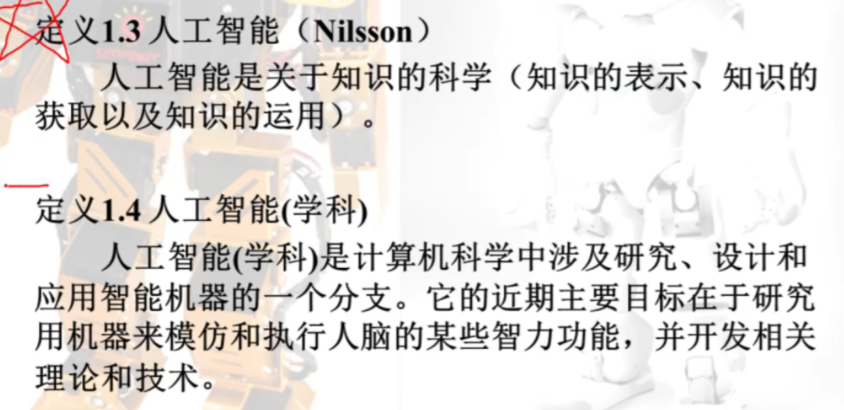 定义1.3 人工智能（Nilsson）
人工智能是关于知识的科学（知识的表示、知识的
获取以及知识的运用）。
定义1.4 人工智能(学科)
人工智能(学科)是计算机科学中涉及研究、设计和
应用智能机器的一个分支。它的近期主要目标在于研究
用机器来模仿和执行人脑的某些智力功能，并开发相关
理论和技术。